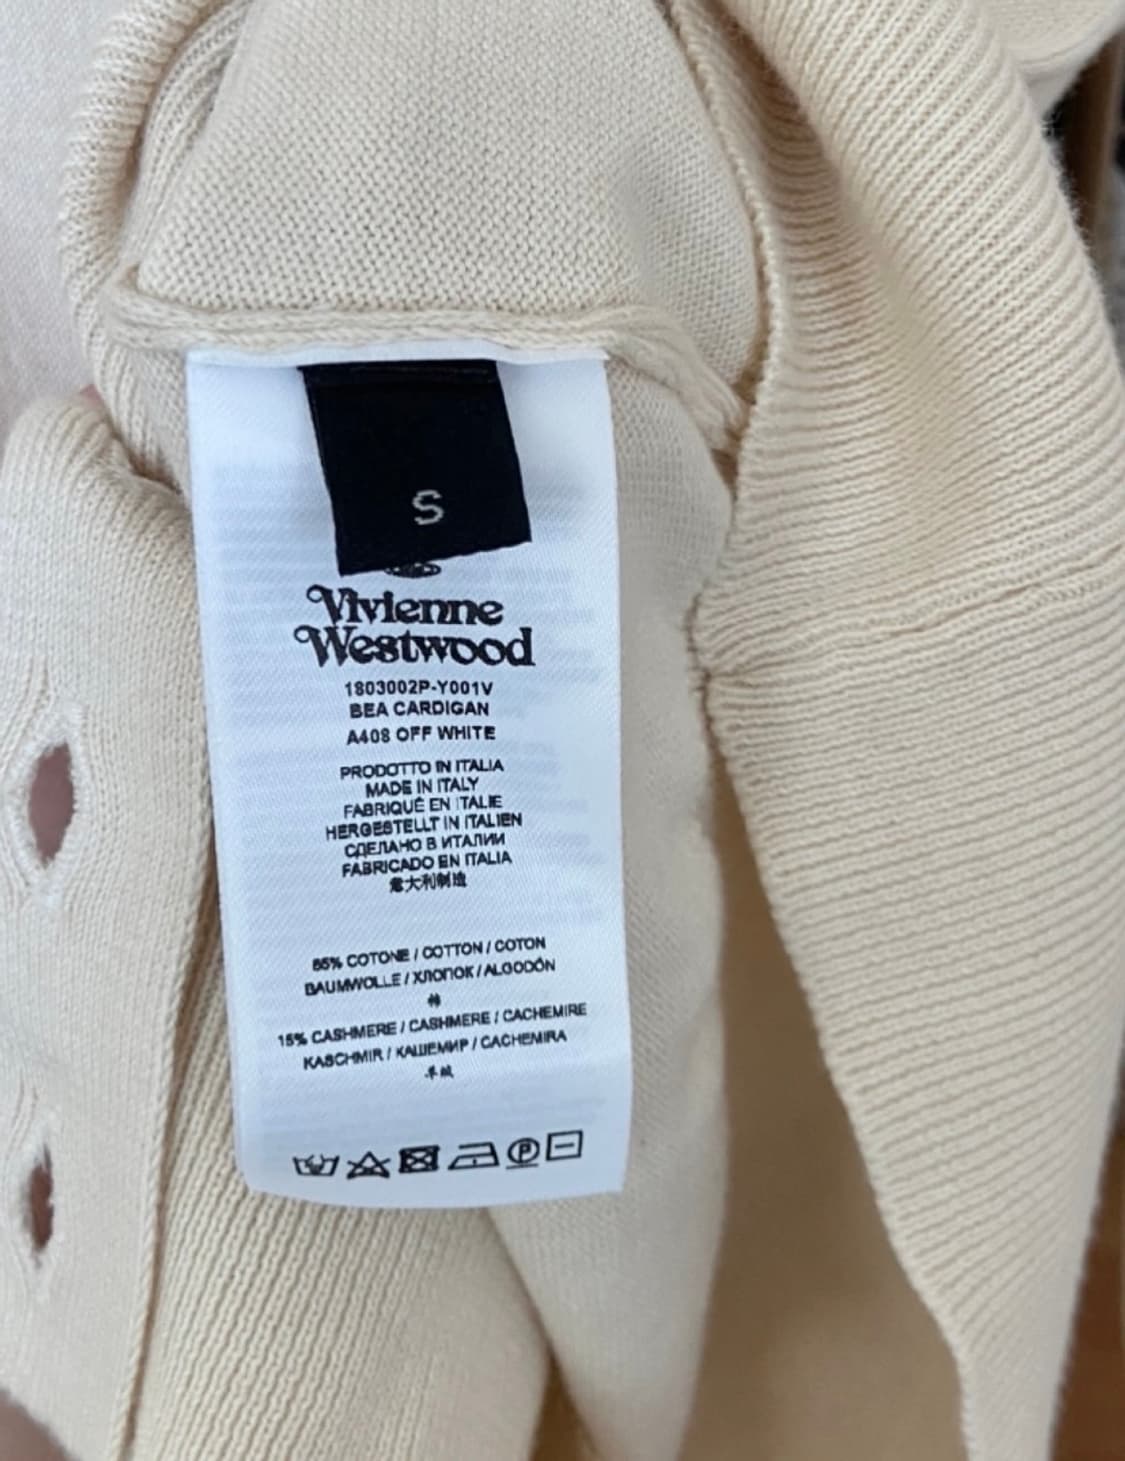 S
Vivienne
Westwood
1803002P-Y001V
BEA CARDIGAN
A408 OFF WHITE
PRODOTTO IN ITALIA
MADE IN ITALY
FABRIQUÉ EN ITALIE
HERGESTELLT IN ITALIEN
СДЕЛАНО В ИТАЛИИ
FABRICADO EN ITALIA
意大利制造
85% COTONE / COTTON / COTON
BAUMWOLLE / ХЛОПОК / ALGODÓN
棉
15% CASHMERE / CASHMERE / CACHEMIRE
KASCHMIR / КАШЕМИР / CACHEMIRA
羊绒
P